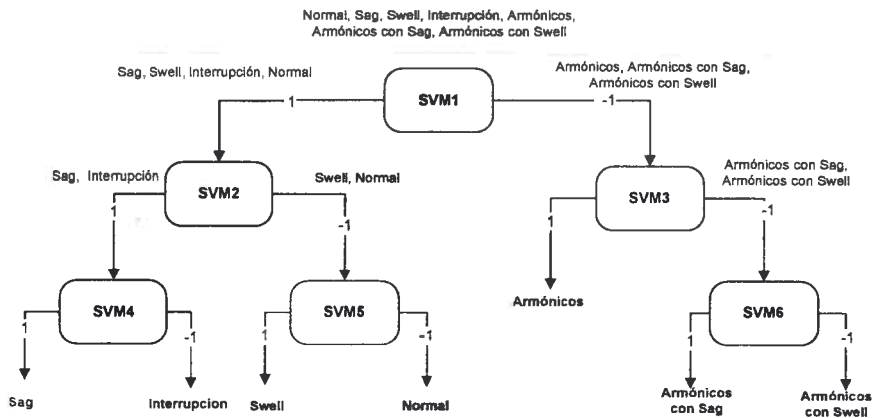 Normal, Sag, Swell, Interrupción, Armónicos,
Armónicos con Sag, Armónicos con Swell
Sag, Swell, Interrupción, Normal
Armónicos, Armónicos con Sag,
Armónicos con Swell
SVM1
1
-1
Sag, Interrupción
Swell, Normal
Armónicos con Sag,
Armónicos con Swell
SVM2
SVM3
1
-1
1
-1
Armónicos
SVM4
SVM5
SVM6
1
-1
1
-1
1
-1
Sag
Interrupcion
Swell
Normal
Armónicos
con Sag
Armónicos
con Swell